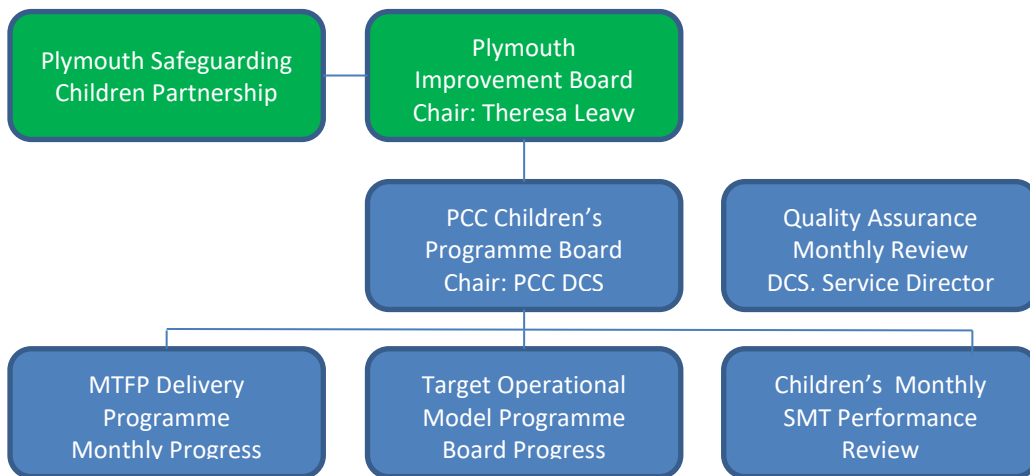 Plymouth Safeguarding
Children Partnership
Plymouth
Improvement Board
Chair: Theresa Leavy
PCC Children’s
Programme Board
Chair: PCC DCS
Quality Assurance
Monthly Review
DCS. Service Director
MTFP Delivery
Programme
Monthly Progress
Target Operational
Model Programme
Board Progress
Children’s  Monthly
SMT Performance
Review